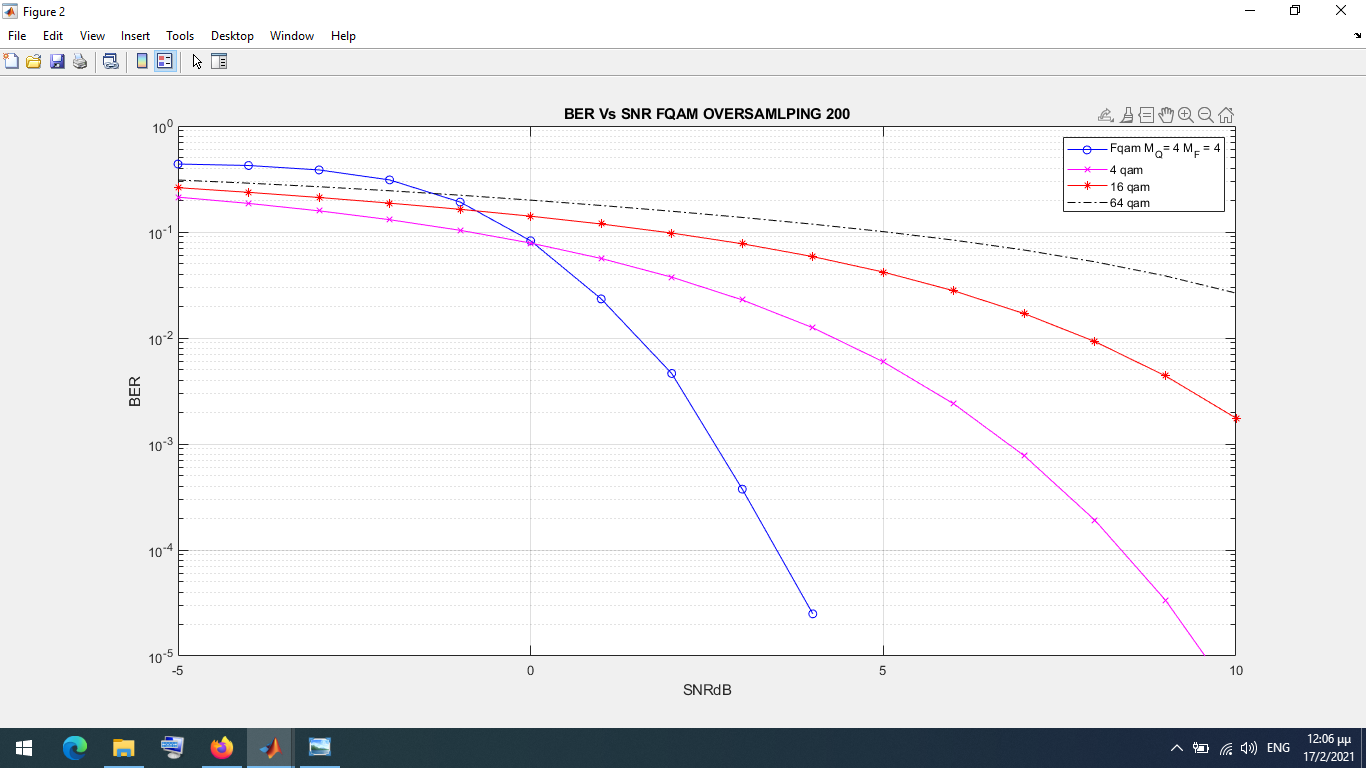 Figure 2
File Edit View Insert Tools Desktop Window Help
BER Vs SNR FQAM OVERSAMLPING 200
Fqam M_Q= 4 M_F = 4
4 qam
16 qam
64 qam
10^0
10^-1
10^-2
10^-3
10^-4
10^-5
BER
-5 0 5 10
SNRdB
ENG
12:06 μμ
17/2/2021